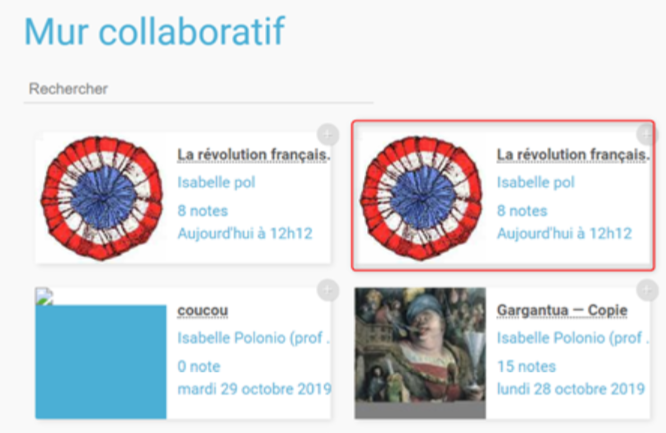 Mur collaboratif
Rechercher
La révolution français.
Isabelle pol
8 notes
Aujourd'hui à 12h12
La révolution français.
Isabelle pol
8 notes
Aujourd'hui à 12h12
coucou
Isabelle Polonio (prof .
0 note
mardi 29 octobre 2019
Gargantua — Copie
Isabelle Polonio (prof .
15 notes
lundi 28 octobre 2019